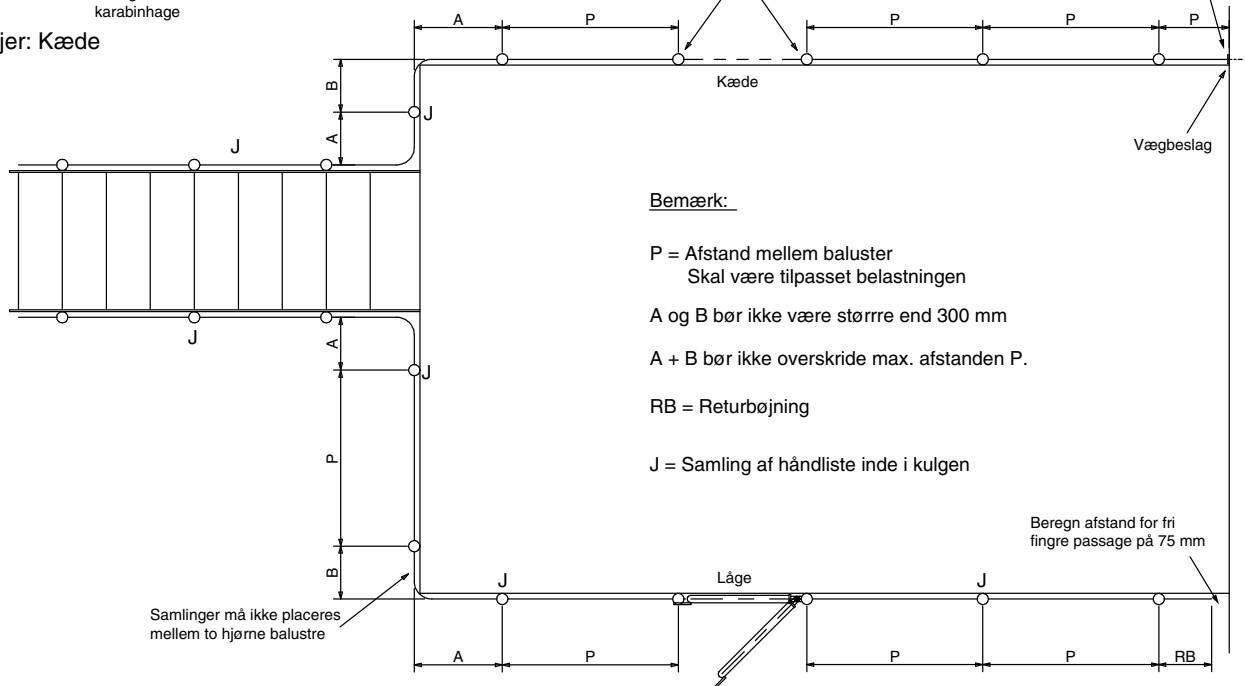 karabinhage
jer: Kæde
A
P
P
P
P
B
A
J
J
Kæde
Vægbeslag
Bemærk:
P = Afstand mellem baluster
Skal være tilpasset belastningen
A og B bør ikke være størrre end 300 mm
A + B bør ikke overskride max. afstanden P.
RB = Returbøjning
J = Samling af håndliste inde i kulgen
J
A
J
P
B
Beregn afstand for fri
fingre passage på 75 mm
J
Låge
J
Samlinger må ikke placeres
mellem to hjørne balustre
A
P
P
P
RB